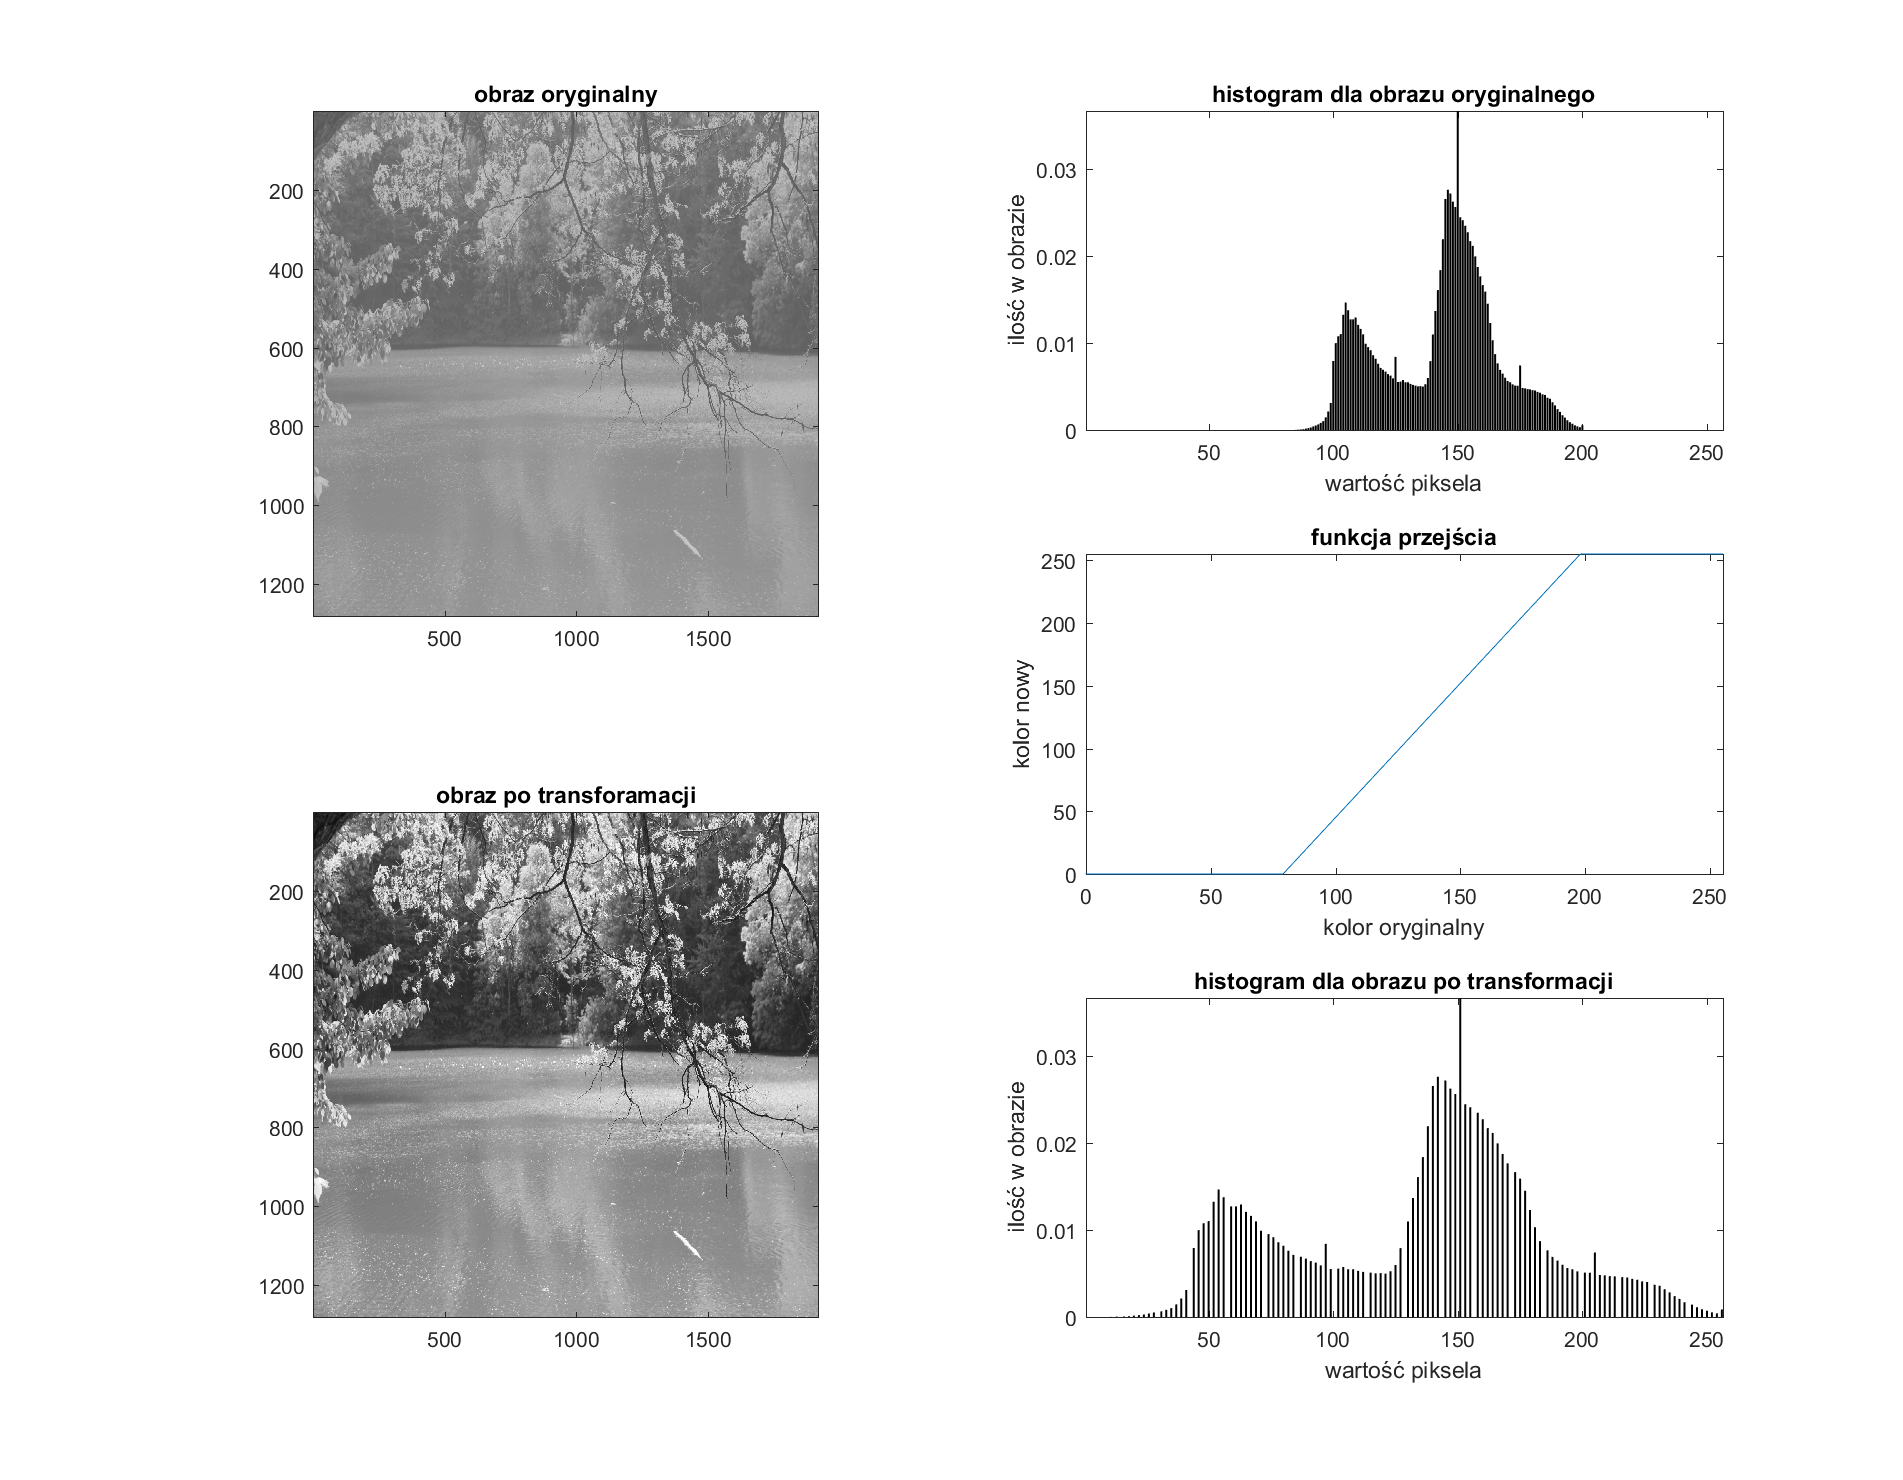 obraz oryginalny
200
400
600
800
1000
1200
500 1000 1500
histogram dla obrazu oryginalnego
ilość w obrazie
0.03
0.02
0.01
0
50 100 150 200 250
wartość piksela
funkcja przejścia
kolor nowy
250
200
150
100
50
0
0 50 100 150 200 250
kolor oryginalny
obraz po transforamacji
200
400
600
800
1000
1200
500 1000 1500
histogram dla obrazu po transformacji
ilość w obrazie
0.03
0.02
0.01
0
50 100 150 200 250
wartość piksela